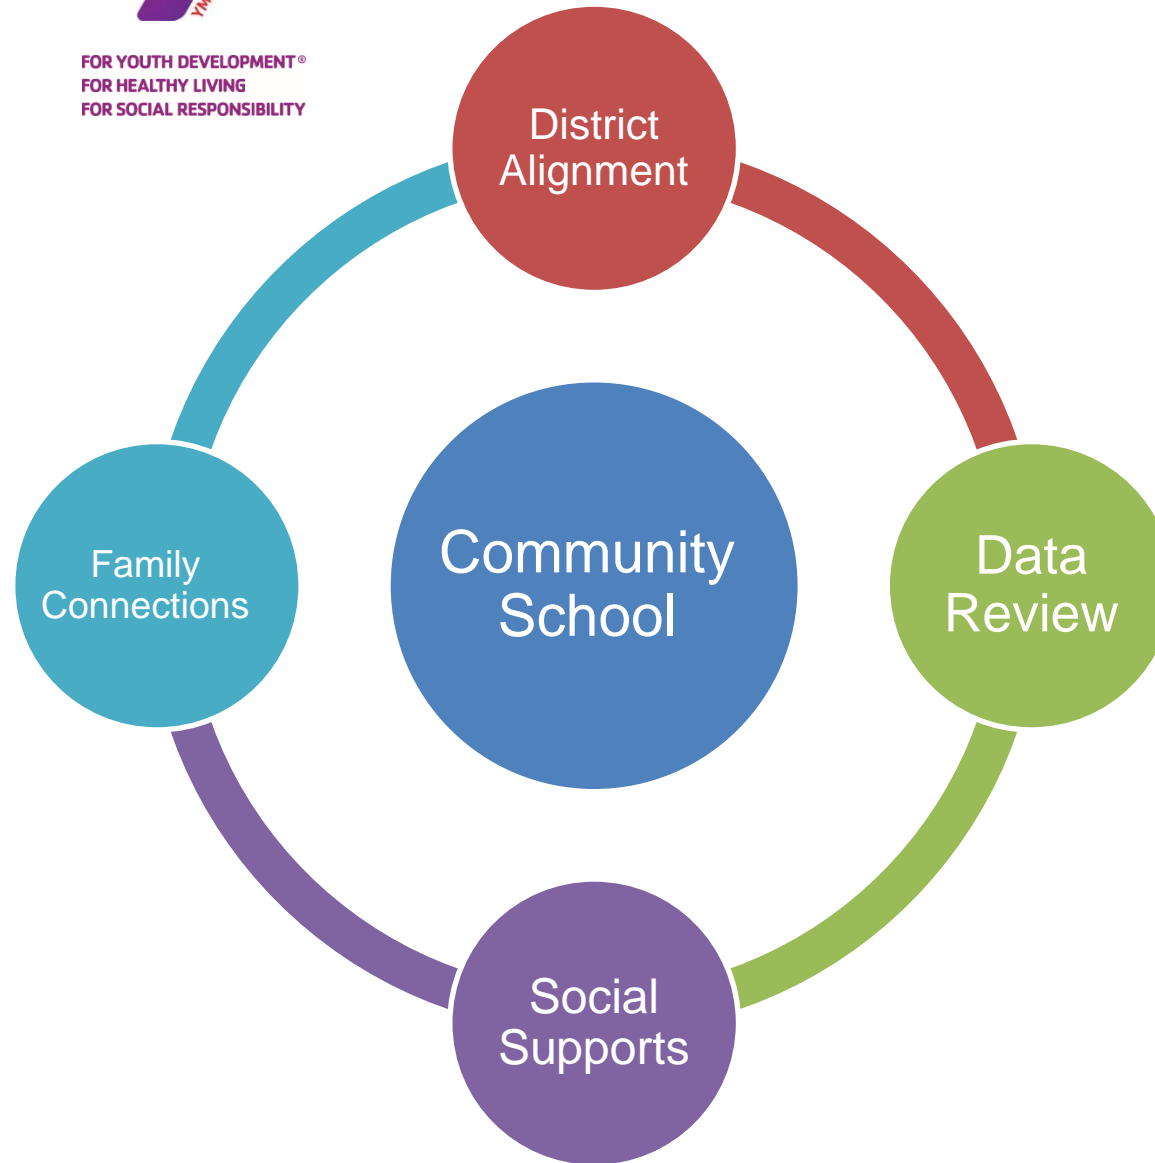 YM
FOR YOUTH DEVELOPMENT®
FOR HEALTHY LIVING
FOR SOCIAL RESPONSIBILITY
District
Alignment
Family
Connections
Community
School
Data
Review
Social
Supports